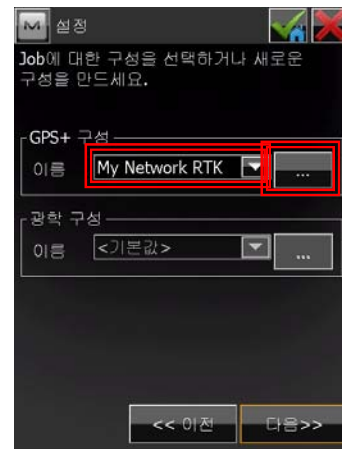 설정
Job에 대한 구성을 선택하거나 새로운
구성을 만드세요.
GPS+ 구성
이름 My Network RTK ...
광학 구성
이름 <기본값> ...
<< 이전 다음>>